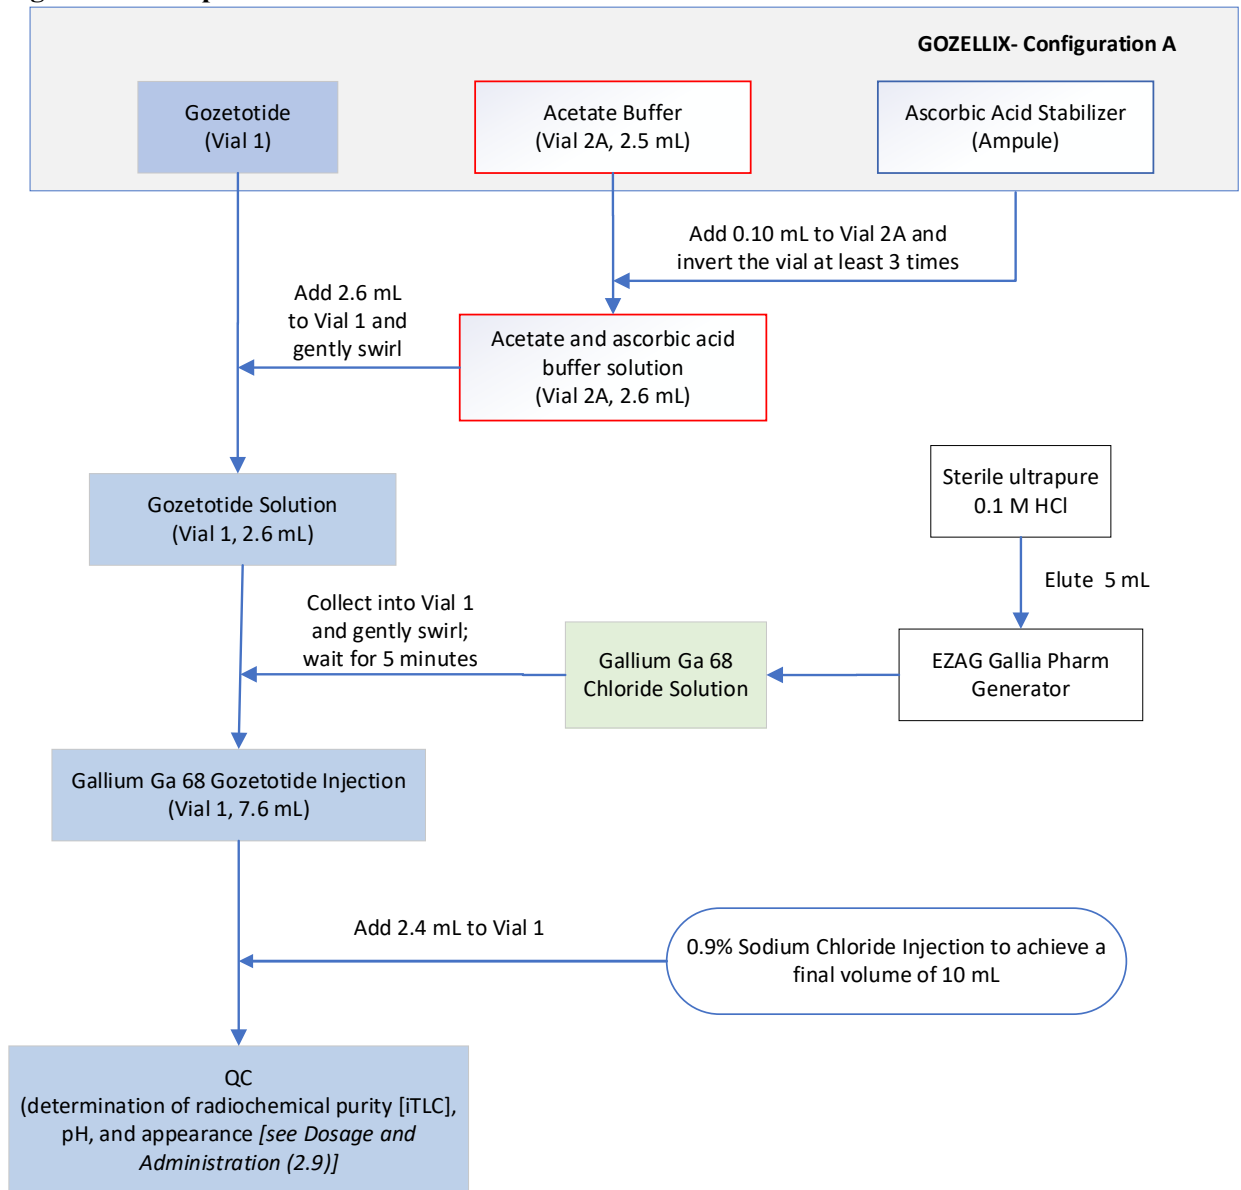 GOZELLIX- Configuration A
Gozetotide
(Vial 1)
Acetate Buffer
(Vial 2A, 2.5 mL)
Ascorbic Acid Stabilizer
(Ampule)
Add 0.10 mL to Vial 2A and
invert the vial at least 3 times
Add 2.6 mL
to Vial 1 and
gently swirl
Acetate and ascorbic acid
buffer solution
(Vial 2A, 2.6 mL)
Sterile ultrapure
0.1 M HCl
Gozetotide Solution
(Vial 1, 2.6 mL)
Elute 5 mL
Collect into Vial 1
and gently swirl;
wait for 5 minutes
Gallium Ga 68
Chloride Solution
EZAG Gallia Pharm
Generator
Gallium Ga 68 Gozetotide Injection
(Vial 1, 7.6 mL)
Add 2.4 mL to Vial 1
0.9% Sodium Chloride Injection to achieve a
final volume of 10 mL
QC
(determination of radiochemical purity [iTLC],
pH, and appearance [see Dosage and
Administration (2.9)]